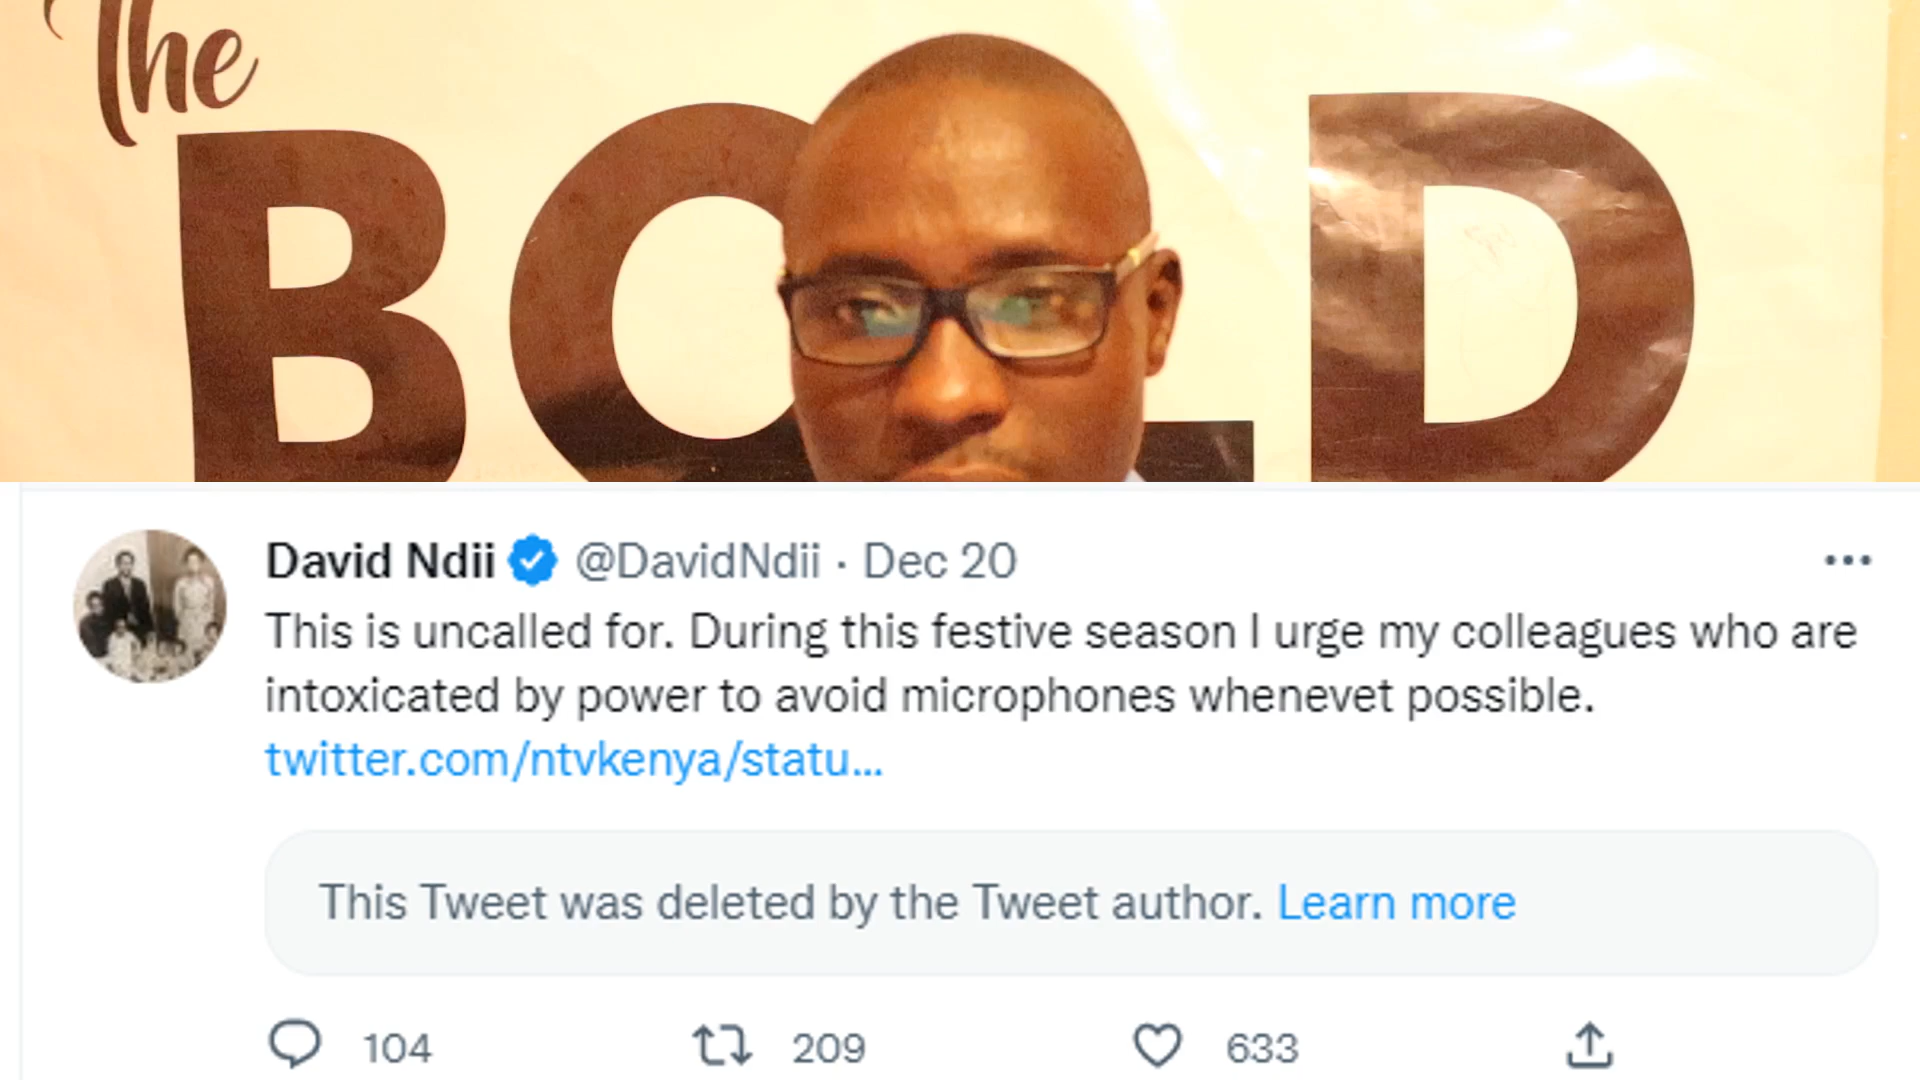 The
BOLD
David Ndii @DavidNdii · Dec 20
This is uncalled for. During this festive season I urge my colleagues who are
intoxicated by power to avoid microphones whenevet possible.
twitter.com/ntvkenya/statu...
This Tweet was deleted by the Tweet author. Learn more
104 209 633